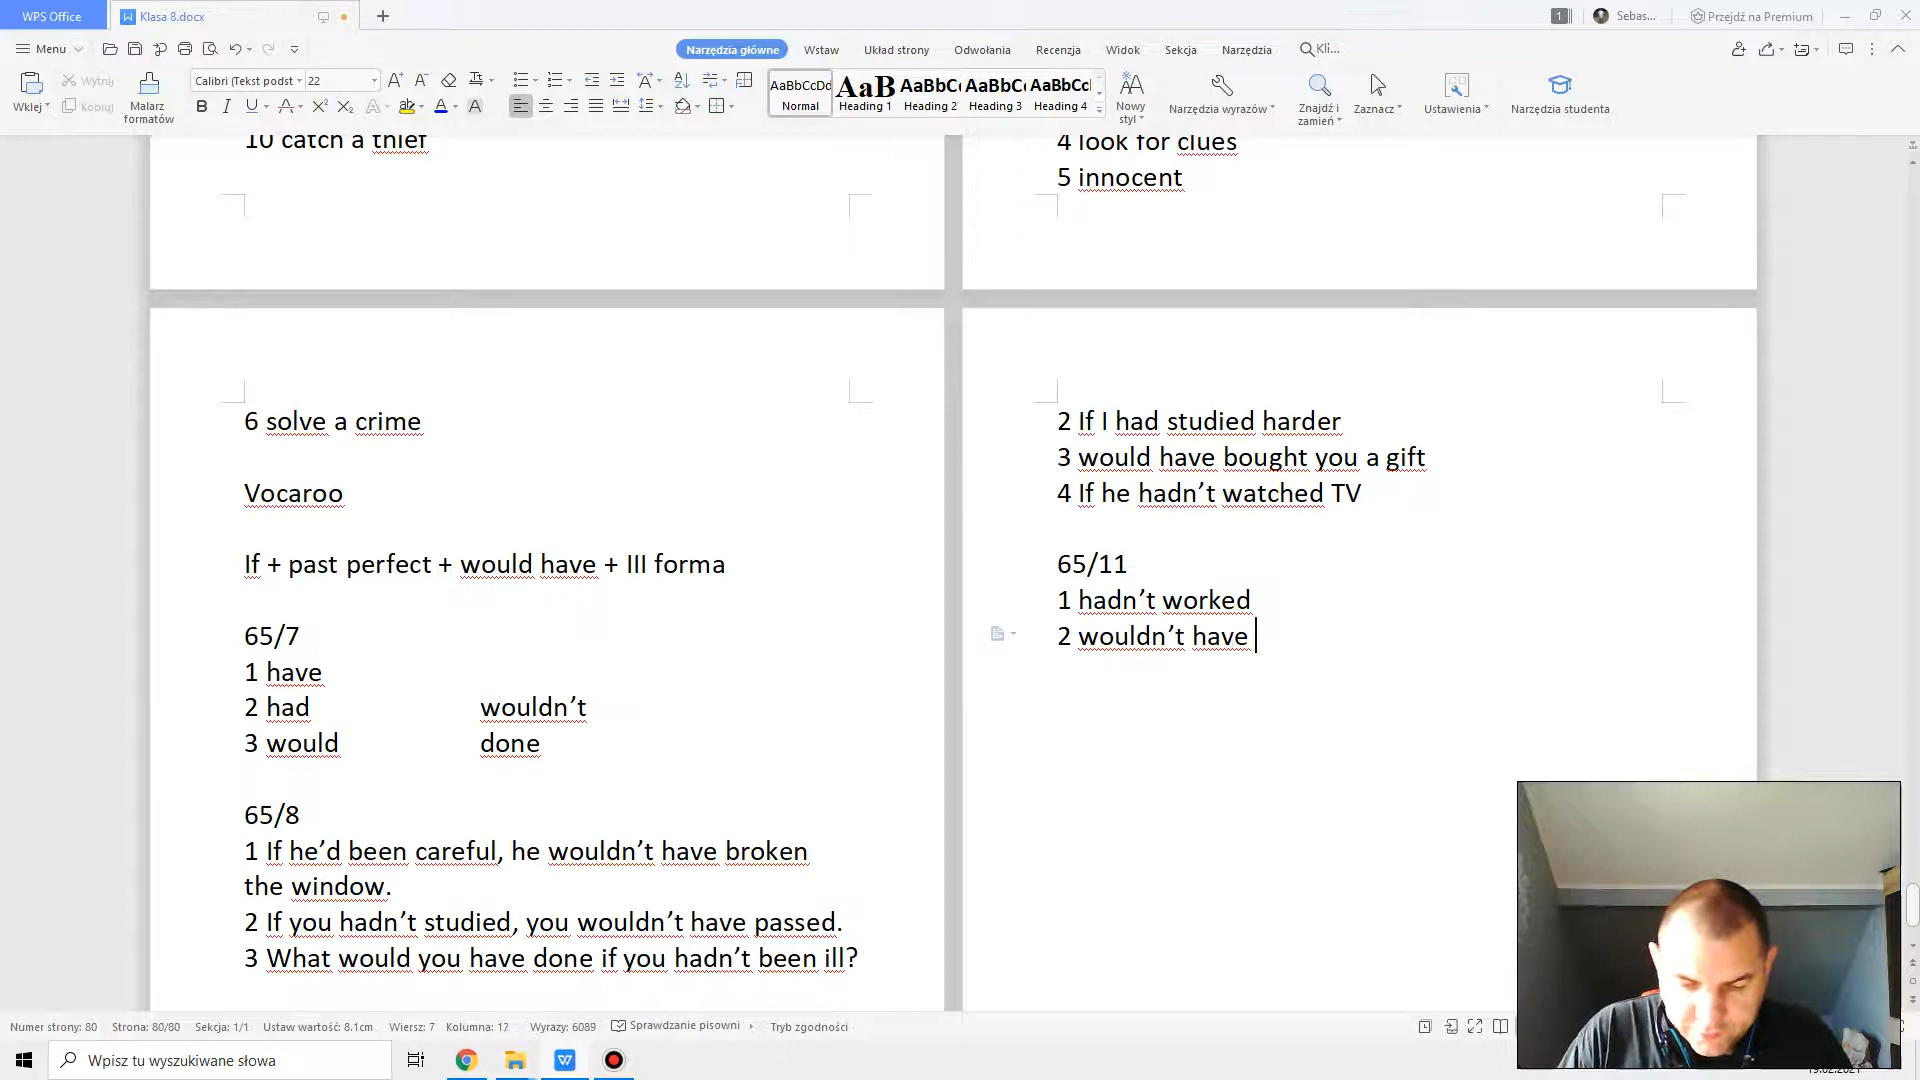 WPS Office
Klasa 8.docx
1
Sebas...
Przejdź na Premium
Menu
Narzędzia główne
Wstaw
Układ strony
Odwołania
Recenzja
Widok
Sekcja
Narzędzia
Kli...
Wklej
Wytnij
Kopiuj
Malarz formatów
Calibri (Tekst podst
22
AaBbCcDd
Normal
AaB
Heading 1
AaBbC
Heading 2
AaBbC
Heading 3
AaBbC
Heading 4
Nowy styl
Narzędzia wyrazów
Znajdź i zamień
Zaznacz
Ustawienia
Narzędzia studenta
10 catch a thief
4 look for clues
5 innocent
6 solve a crime
Vocaroo
If + past perfect + would have + III forma
65/7
1 have
2 had wouldn’t
3 would done
65/8
1 If he’d been careful, he wouldn’t have broken
the window.
2 If you hadn’t studied, you wouldn’t have passed.
3 What would you have done if you hadn’t been ill?
2 If I had studied harder
3 would have bought you a gift
4 If he hadn’t watched TV
65/11
1 hadn’t worked
2 wouldn’t have
Numer strony: 80
Strona: 80/80
Sekcja: 1/1
Ustaw wartość: 8.1cm
Wiersz: 7
Kolumna: 12
Wyrazy: 6089
Sprawdzanie pisowni
Tryb zgodności
Wpisz tu wyszukiwane słowa